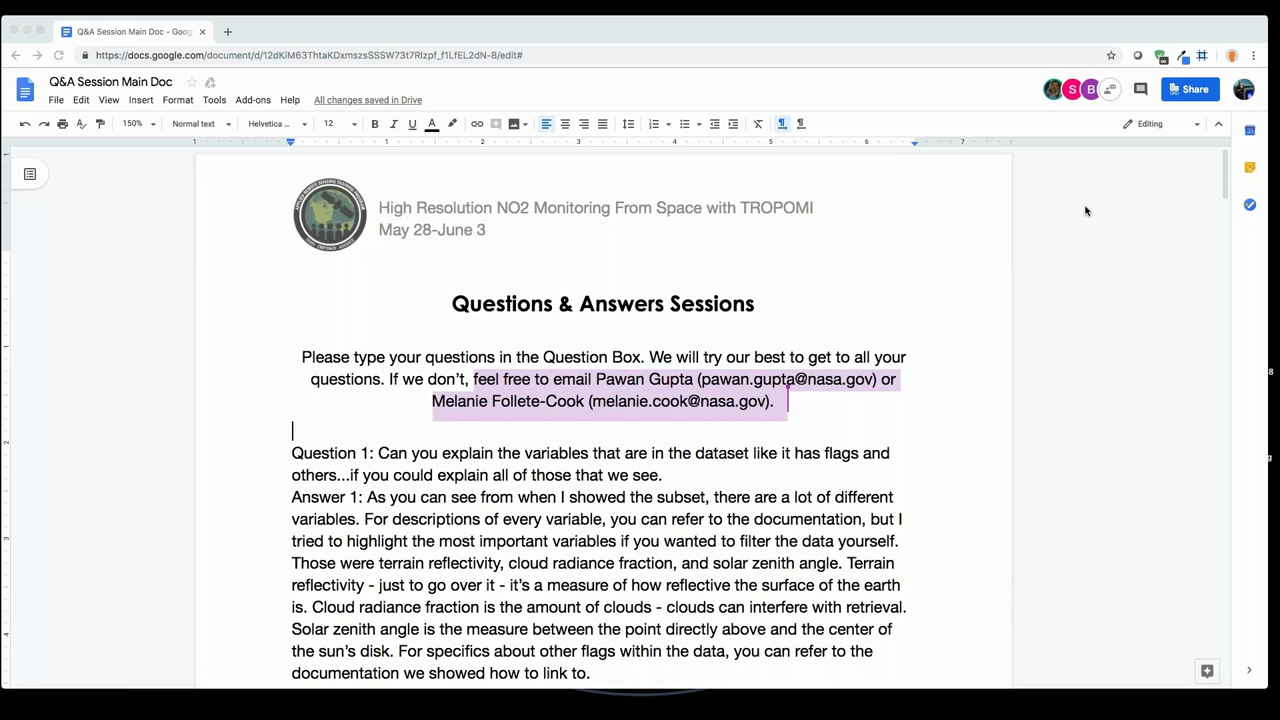 Q&A Session Main Doc - Goog
https://docs.google.com/document/d/12dKiM63ThtaKDxmszsSSSW73t7RIzpf_f1LfEL2dN-8/edit#
Q&A Session Main Doc
File Edit View Insert Format Tools Add-ons Help All changes saved in Drive
S B
Share
150% Normal text Helvetica ... 12 B I U A Editing
1 1 2 3 4 5 6 7
High Resolution NO2 Monitoring From Space with TROPOMI
May 28-June 3
Questions & Answers Sessions
Please type your questions in the Question Box. We will try our best to get to all your
questions. If we don't, feel free to email Pawan Gupta (pawan.gupta@nasa.gov) or
Melanie Follete-Cook (melanie.cook@nasa.gov).
Question 1: Can you explain the variables that are in the dataset like it has flags and
others...if you could explain all of those that we see.
Answer 1: As you can see from when I showed the subset, there are a lot of different
variables. For descriptions of every variable, you can refer to the documentation, but I
tried to highlight the most important variables if you wanted to filter the data yourself.
Those were terrain reflectivity, cloud radiance fraction, and solar zenith angle. Terrain
reflectivity - just to go over it - it's a measure of how reflective the surface of the earth
is. Cloud radiance fraction is the amount of clouds - clouds can interfere with retrieval.
Solar zenith angle is the measure between the point directly above and the center of
the sun's disk. For specifics about other flags within the data, you can refer to the
documentation we showed how to link to.